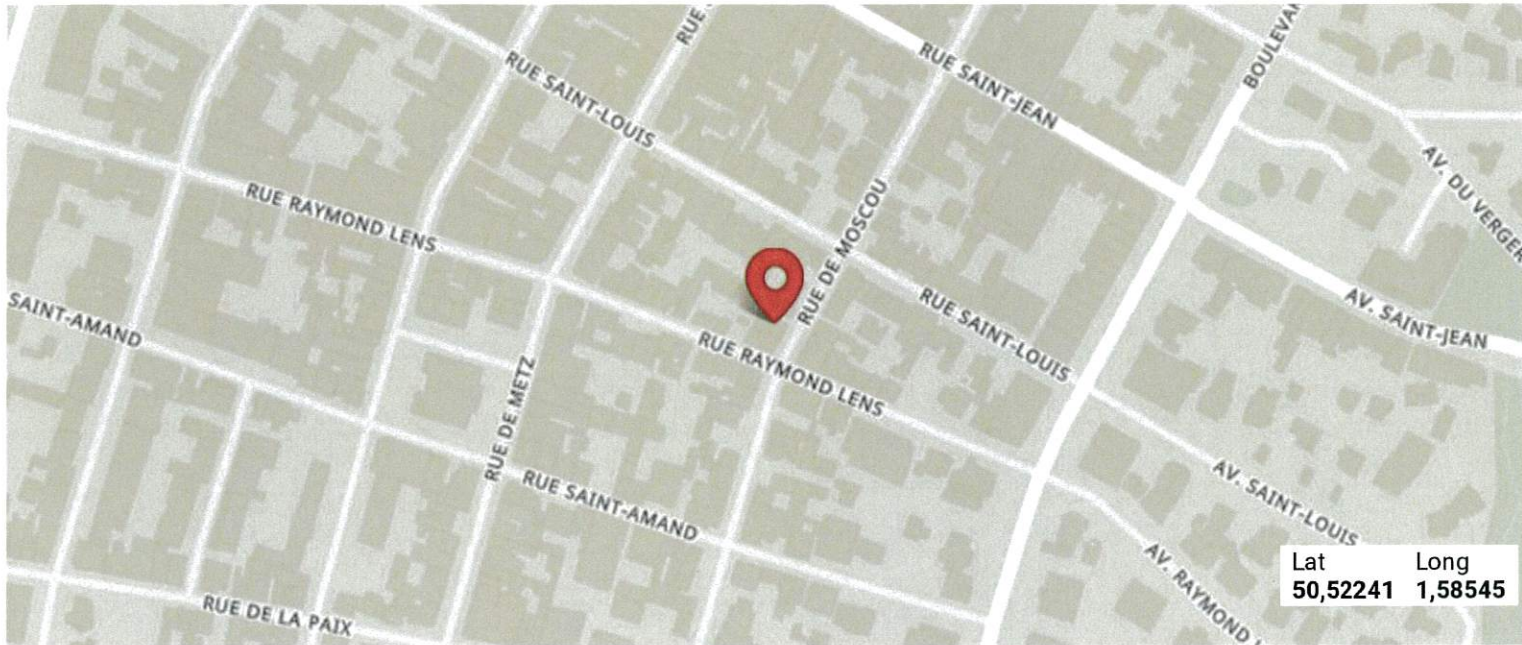 RUE SAINT-JEAN
BOULEVA
RUE
RUE SAINT-LOUIS
AV. DU VERGER
RUE RAYMOND LENS
RUE DE MOSCOU
SAINT-AMAND
RUE SAINT-LOUIS
AV. SAINT-JEAN
RUE RAYMOND LENS
RUE DE METZ
RUE SAINT-AMAND
AV. SAINT-LOUIS
AV. RAYMOND
RUE DE LA PAIX
Lat Long
50,52241 1,58545